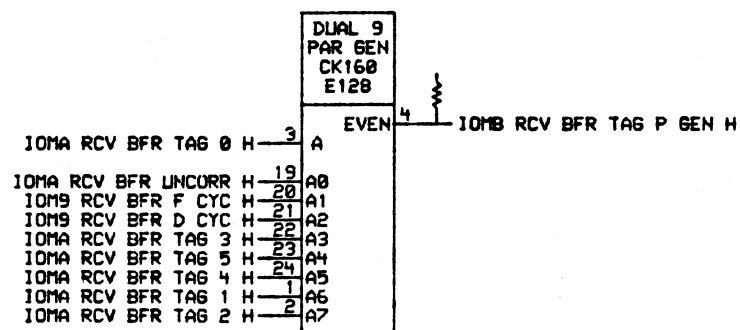 DUAL 9
PAR GEN
CK160
E128
EVEN 4 IOMB RCV BFR TAG P GEN H
IOMA RCV BFR TAG 0 H 3 A
IOMA RCV BFR UNCORR H 19 A0
IOM9 RCV BFR F CYC H 20 A1
IOM9 RCV BFR D CYC H 21 A2
IOMA RCV BFR TAG 3 H 22 A3
IOMA RCV BFR TAG 5 H 23 A4
IOMA RCV BFR TAG 4 H 24 A5
IOMA RCV BFR TAG 1 H 1 A6
IOMA RCV BFR TAG 2 H 2 A7